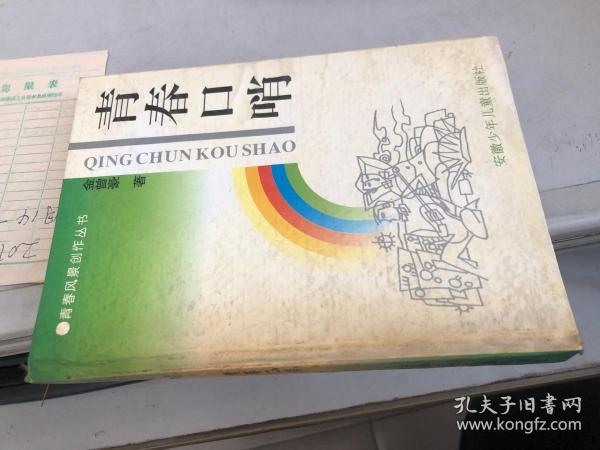 青春口哨
QING CHUN KOU SHAO
金曾豪 著
青春风景创作丛书
安徽少年儿童出版社
孔夫子旧书网
www.kongfz.com